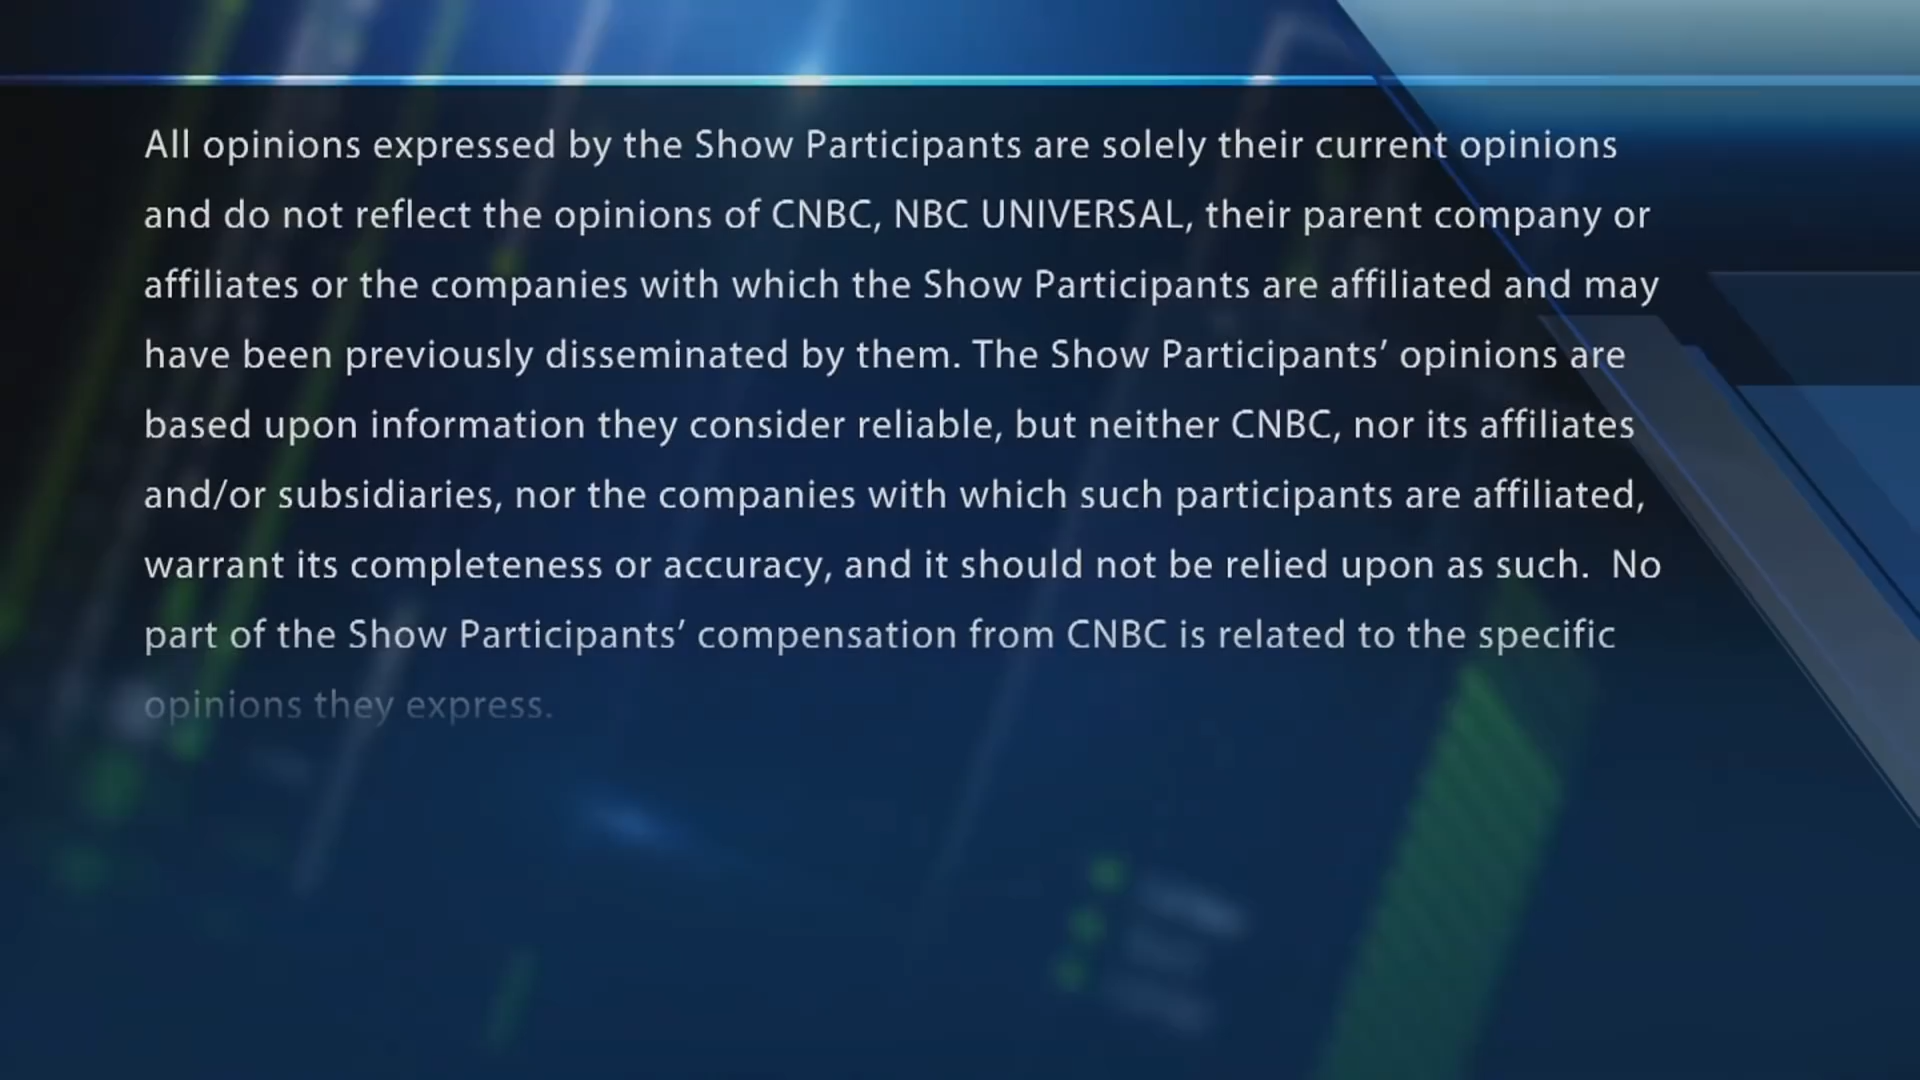 All opinions expressed by the Show Participants are solely their current opinions
and do not reflect the opinions of CNBC, NBC UNIVERSAL, their parent company or
affiliates or the companies with which the Show Participants are affiliated and may
have been previously disseminated by them. The Show Participants’ opinions are
based upon information they consider reliable, but neither CNBC, nor its affiliates
and/or subsidiaries, nor the companies with which such participants are affiliated,
warrant its completeness or accuracy, and it should not be relied upon as such.  No
part of the Show Participants’ compensation from CNBC is related to the specific
opinions they express.